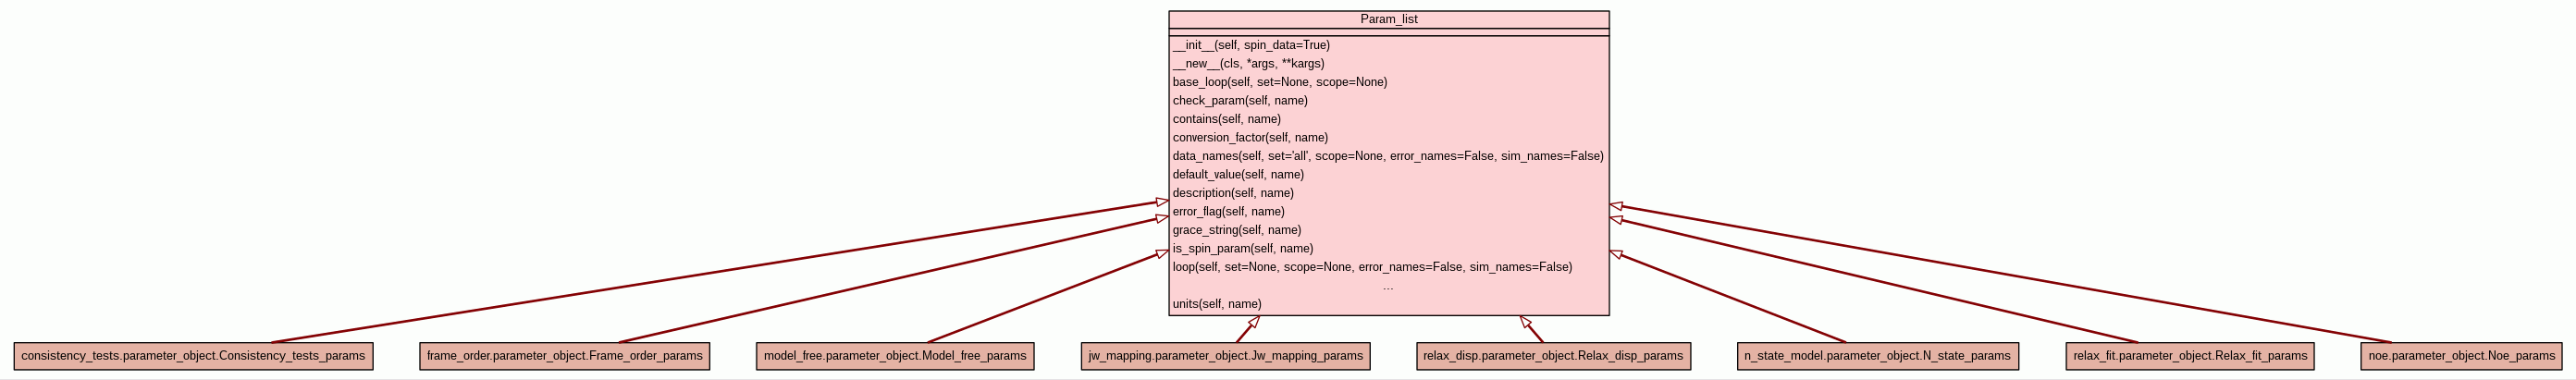 Param_list
__init__(self, spin_data=True)
__new__(cls, *args, **kargs)
base_loop(self, set=None, scope=None)
check_param(self, name)
contains(self, name)
conversion_factor(self, name)
data_names(self, set='all', scope=None, error_names=False, sim_names=False)
default_value(self, name)
description(self, name)
error_flag(self, name)
grace_string(self, name)
is_spin_param(self, name)
loop(self, set=None, scope=None, error_names=False, sim_names=False)
...
units(self, name)
consistency_tests.parameter_object.Consistency_tests_params
frame_order.parameter_object.Frame_order_params
model_free.parameter_object.Model_free_params
jw_mapping.parameter_object.Jw_mapping_params
relax_disp.parameter_object.Relax_disp_params
n_state_model.parameter_object.N_state_params
relax_fit.parameter_object.Relax_fit_params
noe.parameter_object.Noe_params